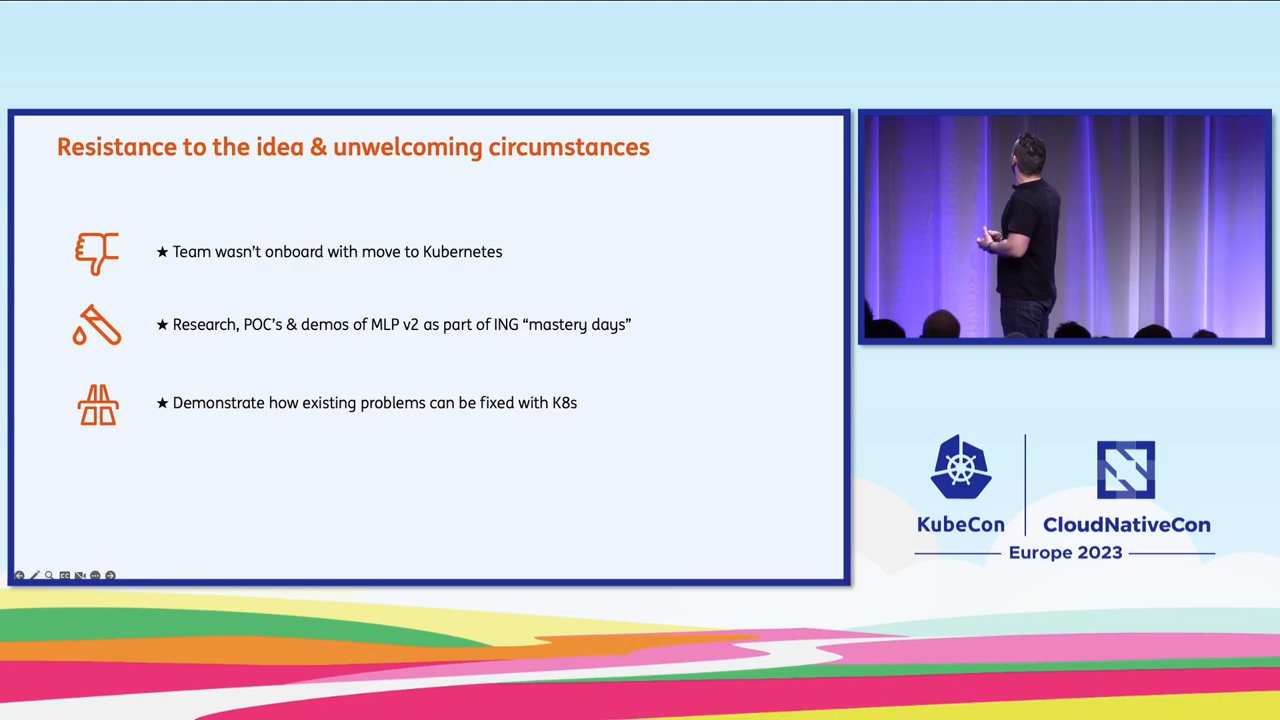 Resistance to the idea & unwelcoming circumstances
★ Team wasn't onboard with move to Kubernetes
★ Research, POC's & demos of MLP v2 as part of ING “mastery days”
★ Demonstrate how existing problems can be fixed with K8s
KubeCon
CloudNativeCon
Europe 2023